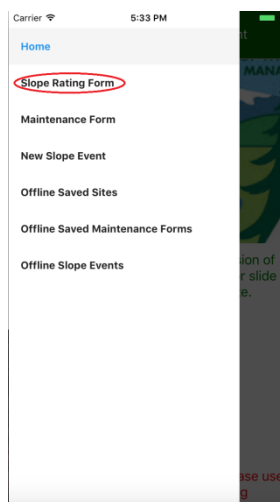 Carrier 5:33 PM
Home
nt
Slope Rating Form
MANA
Maintenance Form
New Slope Event
Offline Saved Sites
Offline Saved Maintenance Forms
sion of
Offline Slope Events
r slide
e.
ase use
g